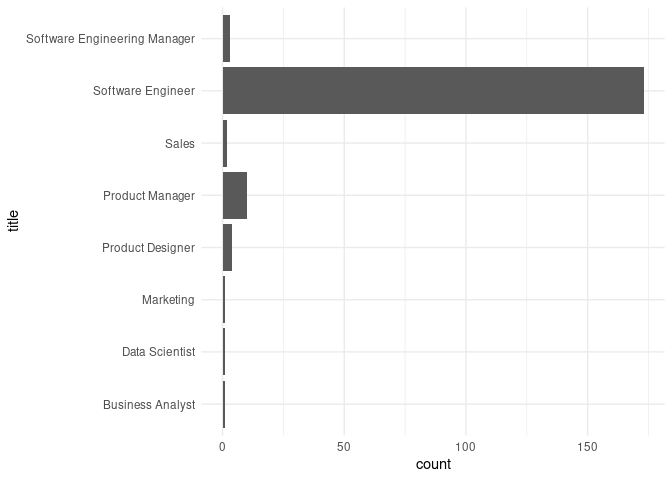 Software Engineering Manager
Software Engineer
Sales
Product Manager
Product Designer
Marketing
Data Scientist
Business Analyst
title
0 50 100 150
count